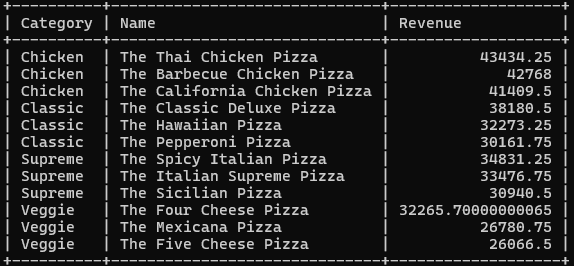 +----------+------------------------------+-------------------+
| Category | Name                         | Revenue           |
+----------+------------------------------+-------------------+
| Chicken  | The Thai Chicken Pizza       |          43434.25 |
| Chicken  | The Barbecue Chicken Pizza   |             42768 |
| Chicken  | The California Chicken Pizza |           41409.5 |
| Classic  | The Classic Deluxe Pizza     |           38180.5 |
| Classic  | The Hawaiian Pizza           |          32273.25 |
| Classic  | The Pepperoni Pizza          |          30161.75 |
| Supreme  | The Spicy Italian Pizza      |          34831.25 |
| Supreme  | The Italian Supreme Pizza    |          33476.75 |
| Supreme  | The Sicilian Pizza           |           30940.5 |
| Veggie   | The Four Cheese Pizza        | 32265.70000000065 |
| Veggie   | The Mexicana Pizza           |          26780.75 |
| Veggie   | The Five Cheese Pizza        |           26066.5 |
+----------+------------------------------+-------------------+